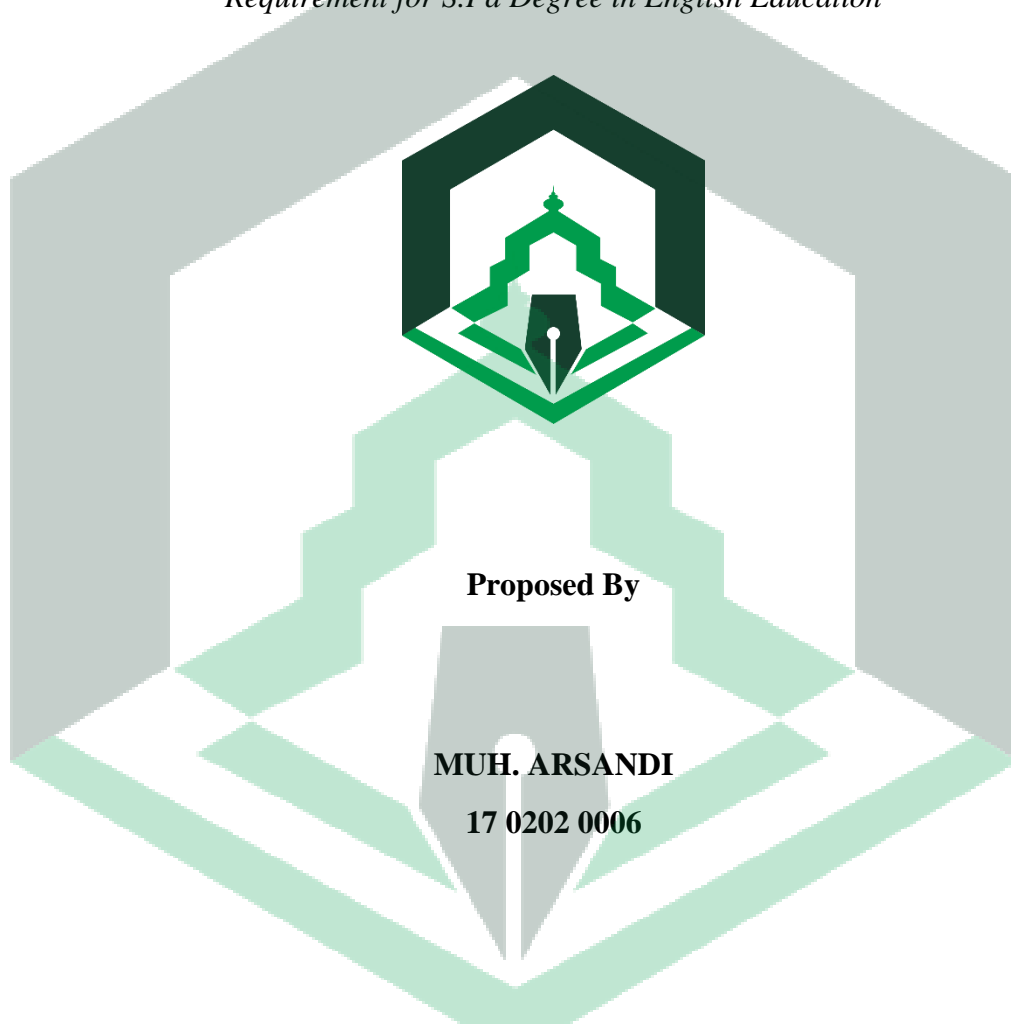 Requirement for S.Pd Degree in English Education
Proposed By
MUH. ARSANDI
17 0202 0006